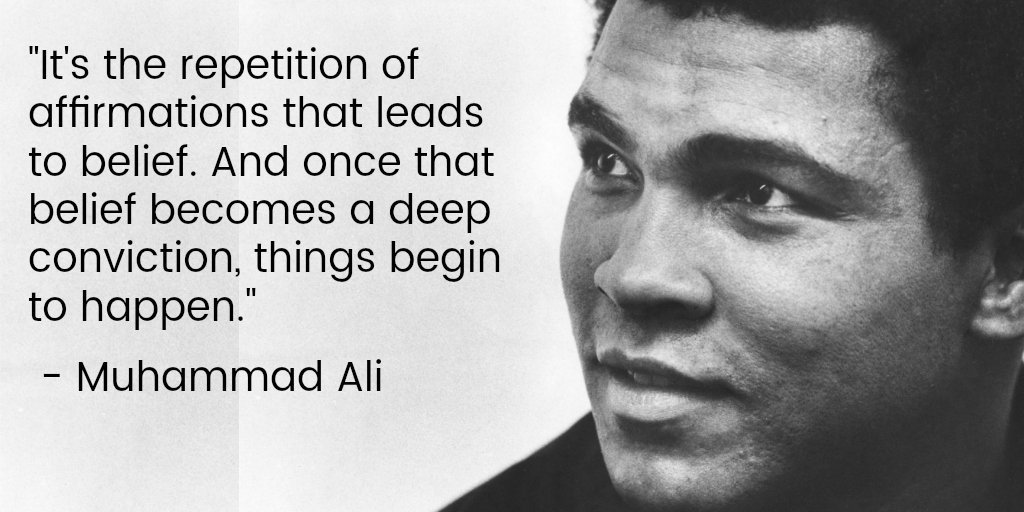 "It's the repetition of
affirmations that leads
to belief. And once that
belief becomes a deep
conviction, things begin
to happen."
- Muhammad Ali